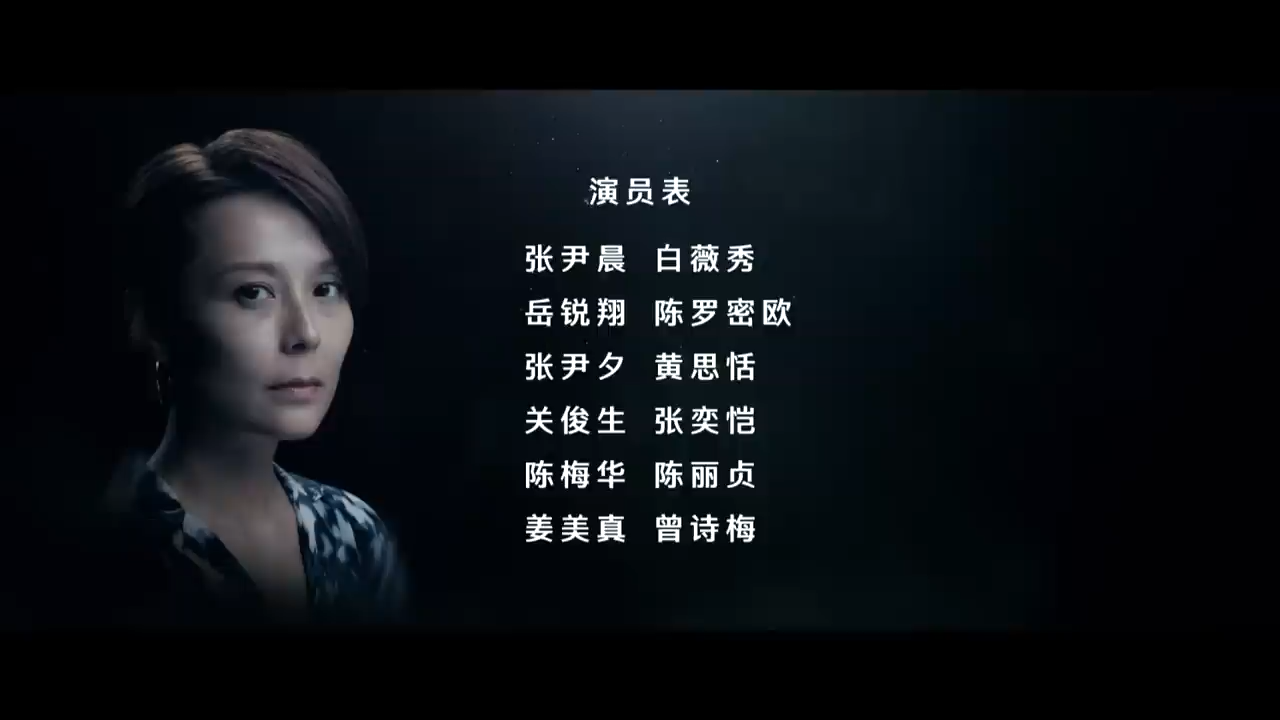 演员表
张尹晨 白薇秀
岳锐翔 陈罗密欧
张尹夕 黄思恬
关俊生 张奕恺
陈梅华 陈丽贞
姜美真 曾诗梅